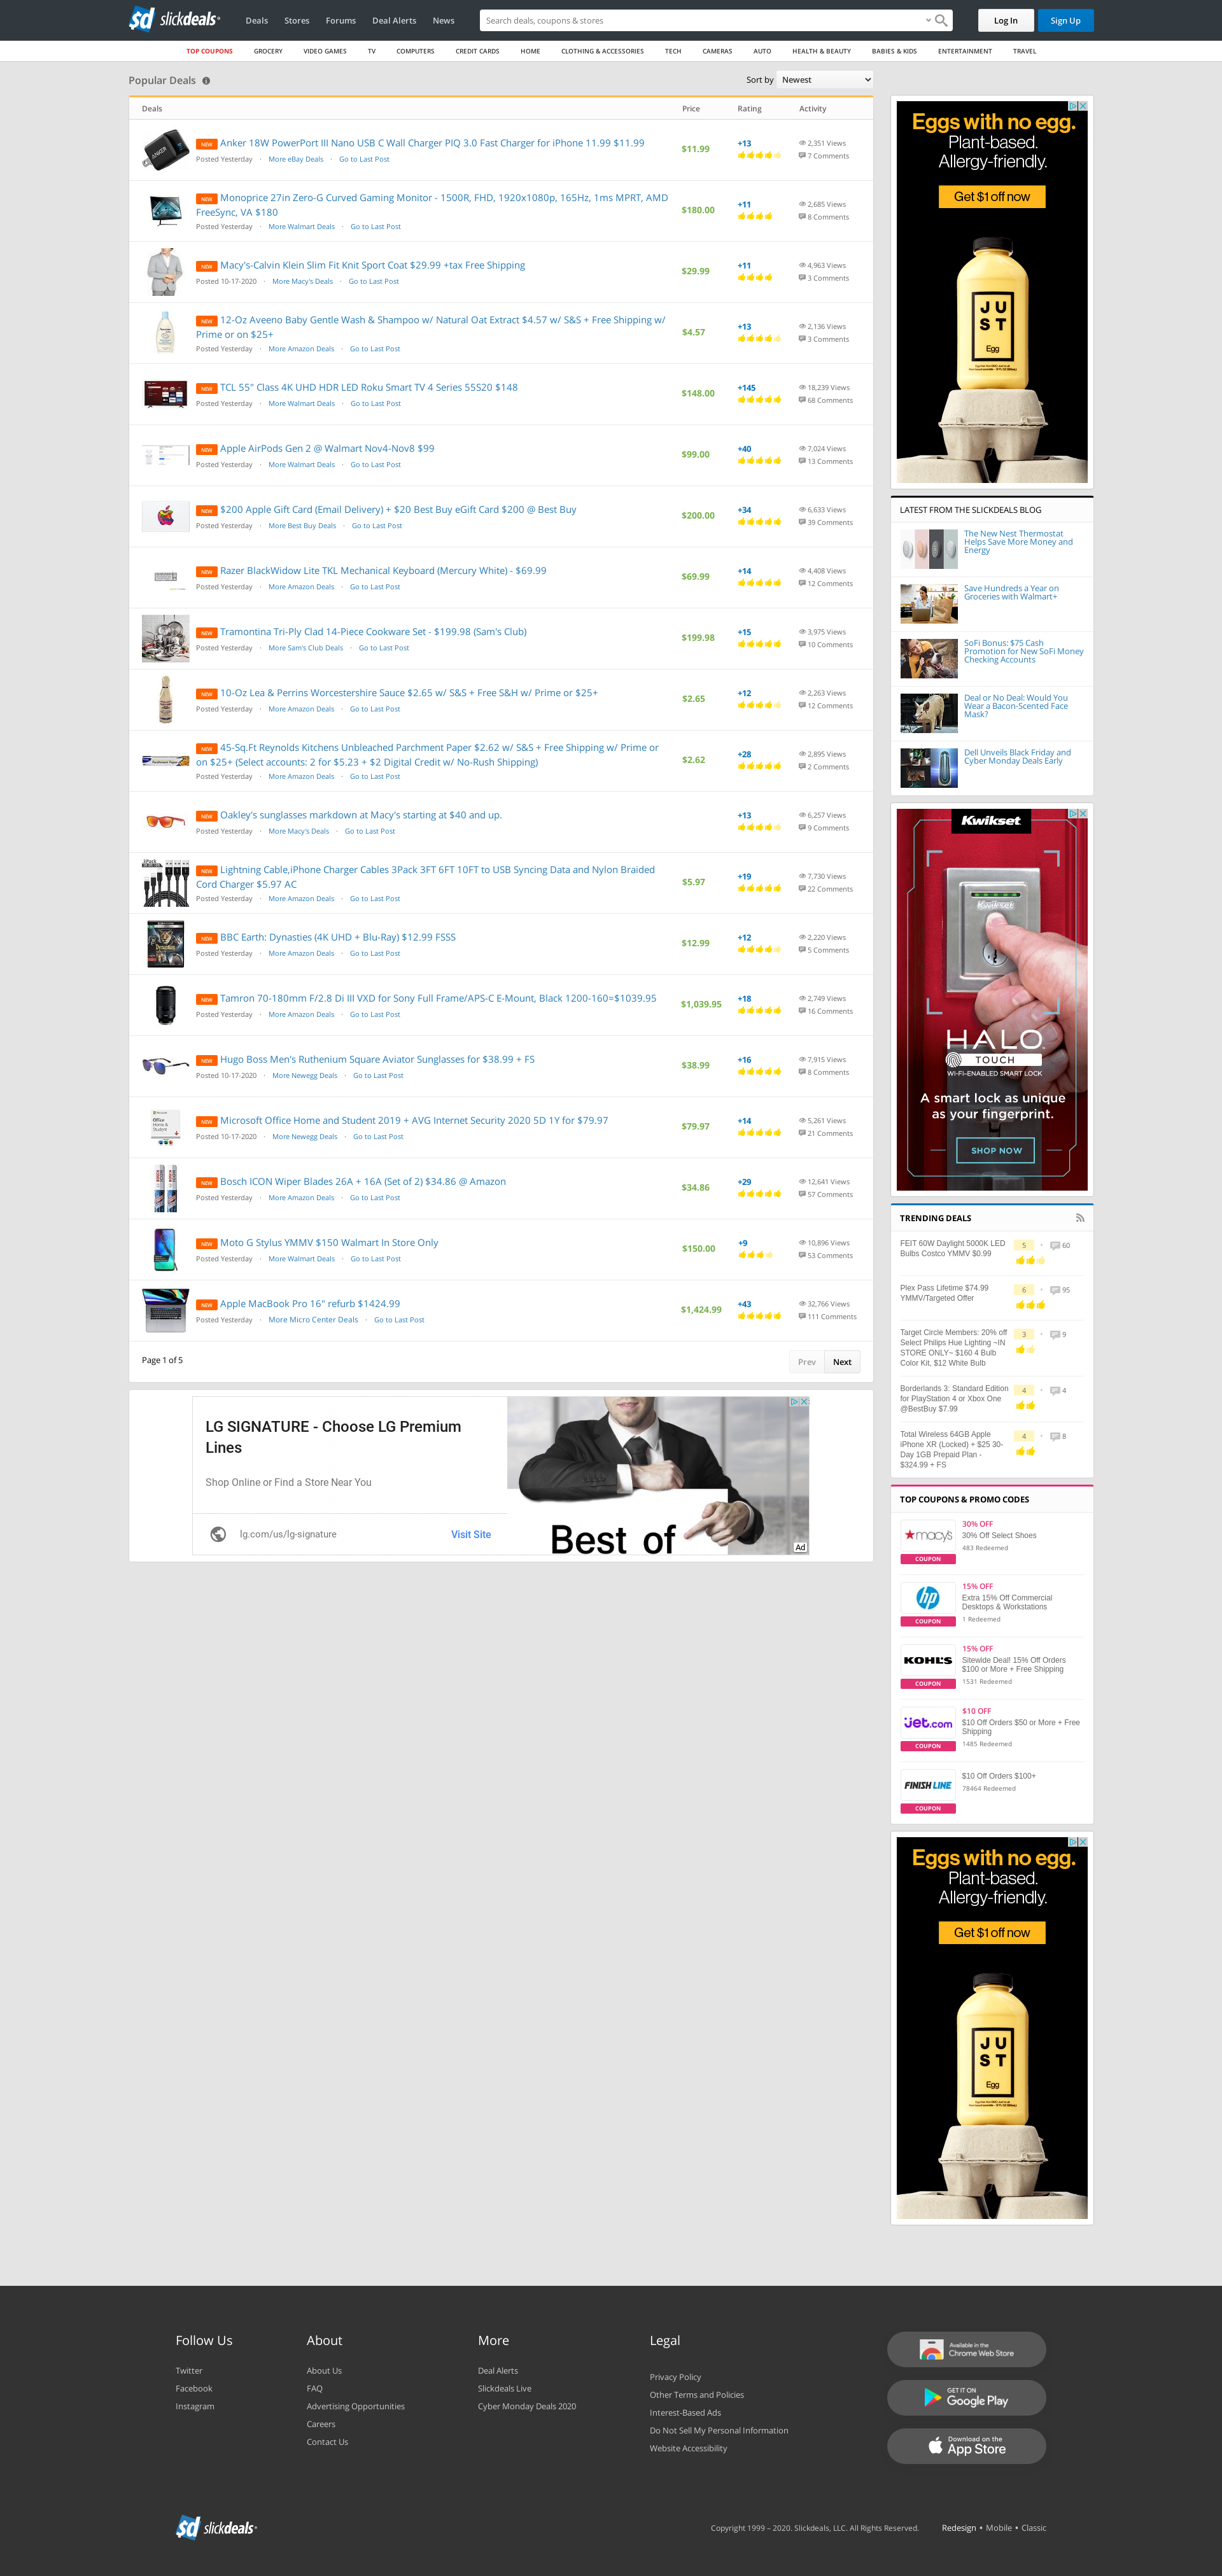 sd slickdeals
Deals Stores Forums Deal Alerts News
Search deals, coupons & stores
Log In
Sign Up
TOP COUPONS GROCERY VIDEO GAMES TV COMPUTERS CREDIT CARDS HOME CLOTHING & ACCESSORIES TECH CAMERAS AUTO HEALTH & BEAUTY BABIES & KIDS ENTERTAINMENT TRAVEL
Popular Deals
Sort by Newest
Deals Price Rating Activity
NEW Anker 18W PowerPort III Nano USB C Wall Charger PIQ 3.0 Fast Charger for iPhone 11.99 $11.99
Posted Yesterday · More eBay Deals · Go to Last Post
$11.99
+13
2,351 Views
7 Comments
NEW Monoprice 27in Zero-G Curved Gaming Monitor - 1500R, FHD, 1920x1080p, 165Hz, 1ms MPRT, AMD
FreeSync, VA $180
Posted Yesterday · More Walmart Deals · Go to Last Post
$180.00
+11
2,685 Views
8 Comments
NEW Macy's-Calvin Klein Slim Fit Knit Sport Coat $29.99 +tax Free Shipping
Posted 10-17-2020 · More Macy's Deals · Go to Last Post
$29.99
+11
4,963 Views
3 Comments
NEW 12-Oz Aveeno Baby Gentle Wash & Shampoo w/ Natural Oat Extract $4.57 w/ S&S + Free Shipping w/
Prime or on $25+
Posted Yesterday · More Amazon Deals · Go to Last Post
$4.57
+13
2,136 Views
3 Comments
NEW TCL 55" Class 4K UHD HDR LED Roku Smart TV 4 Series 55S20 $148
Posted Yesterday · More Walmart Deals · Go to Last Post
$148.00
+145
18,239 Views
68 Comments
NEW Apple AirPods Gen 2 @ Walmart Nov4-Nov8 $99
Posted Yesterday · More Walmart Deals · Go to Last Post
$99.00
+40
7,024 Views
13 Comments
NEW $200 Apple Gift Card (Email Delivery) + $20 Best Buy eGift Card $200 @ Best Buy
Posted Yesterday · More Best Buy Deals · Go to Last Post
$200.00
+34
6,633 Views
39 Comments
NEW Razer BlackWidow Lite TKL Mechanical Keyboard (Mercury White) - $69.99
Posted Yesterday · More Amazon Deals · Go to Last Post
$69.99
+14
4,408 Views
12 Comments
NEW Tramontina Tri-Ply Clad 14-Piece Cookware Set - $199.98 (Sam's Club)
Posted Yesterday · More Sam's Club Deals · Go to Last Post
$199.98
+15
3,975 Views
10 Comments
NEW 10-Oz Lea & Perrins Worcestershire Sauce $2.65 w/ S&S + Free S&H w/ Prime or $25+
Posted Yesterday · More Amazon Deals · Go to Last Post
$2.65
+12
2,263 Views
12 Comments
NEW 45-Sq.Ft Reynolds Kitchens Unbleached Parchment Paper $2.62 w/ S&S + Free Shipping w/ Prime or
on $25+ (Select accounts: 2 for $5.23 + $2 Digital Credit w/ No-Rush Shipping)
Posted Yesterday · More Amazon Deals · Go to Last Post
$2.62
+28
2,895 Views
2 Comments
NEW Oakley's sunglasses markdown at Macy's starting at $40 and up.
Posted Yesterday · More Macy's Deals · Go to Last Post
+13
6,257 Views
9 Comments
NEW Lightning Cable,iPhone Charger Cables 3Pack 3FT 6FT 10FT to USB Syncing Data and Nylon Braided
Cord Charger $5.97 AC
Posted Yesterday · More Amazon Deals · Go to Last Post
$5.97
+19
7,730 Views
22 Comments
NEW BBC Earth: Dynasties (4K UHD + Blu-Ray) $12.99 FSSS
Posted Yesterday · More Amazon Deals · Go to Last Post
$12.99
+12
2,220 Views
5 Comments
NEW Tamron 70-180mm F/2.8 Di III VXD for Sony Full Frame/APS-C E-Mount, Black 1200-160=$1039.95
Posted Yesterday · More Amazon Deals · Go to Last Post
$1,039.95
+18
2,749 Views
16 Comments
NEW Hugo Boss Men's Ruthenium Square Aviator Sunglasses for $38.99 + FS
Posted 10-17-2020 · More Newegg Deals · Go to Last Post
$38.99
+16
7,915 Views
8 Comments
NEW Microsoft Office Home and Student 2019 + AVG Internet Security 2020 5D 1Y for $79.97
Posted 10-17-2020 · More Newegg Deals · Go to Last Post
$79.97
+14
5,261 Views
21 Comments
NEW Bosch ICON Wiper Blades 26A + 16A (Set of 2) $34.86 @ Amazon
Posted Yesterday · More Amazon Deals · Go to Last Post
$34.86
+29
12,641 Views
57 Comments
NEW Moto G Stylus YMMV $150 Walmart In Store Only
Posted Yesterday · More Walmart Deals · Go to Last Post
$150.00
+9
10,896 Views
53 Comments
NEW Apple MacBook Pro 16" refurb $1424.99
Posted Yesterday · More Micro Center Deals · Go to Last Post
$1,424.99
+43
32,766 Views
111 Comments
Page 1 of 5
Prev Next
LG SIGNATURE - Choose LG Premium
Lines
Shop Online or Find a Store Near You
lg.com/us/lg-signature
Visit Site
Best of
Ad
Eggs with no egg.
Plant-based.
Allergy-friendly.
Get $1 off now
JUST
Egg
LATEST FROM THE SLICKDEALS BLOG
The New Nest Thermostat
Helps Save More Money and
Energy
Save Hundreds a Year on
Groceries with Walmart+
SoFi Bonus: $75 Cash
Promotion for New SoFi Money
Checking Accounts
Deal or No Deal: Would You
Wear a Bacon-Scented Face
Mask?
Dell Unveils Black Friday and
Cyber Monday Deals Early
Kwikset
Kwikset
HALO
TOUCH
WI-FI-ENABLED SMART LOCK
A smart lock as unique
as your fingerprint.
SHOP NOW
TRENDING DEALS
FEIT 60W Daylight 5000K LED
Bulbs Costco YMMV $0.99
5 60
Plex Pass Lifetime $74.99
YMMV/Targeted Offer
6 95
Target Circle Members: 20% off
Select Philips Hue Lighting ~IN
STORE ONLY~ $160 4 Bulb
Color Kit, $12 White Bulb
3 9
Borderlands 3: Standard Edition
for PlayStation 4 or Xbox One
@BestBuy $7.99
4 4
Total Wireless 64GB Apple
iPhone XR (Locked) + $25 30-
Day 1GB Prepaid Plan -
$324.99 + FS
4 8
TOP COUPONS & PROMO CODES
macy's
COUPON
30% OFF
30% Off Select Shoes
483 Redeemed
hp
COUPON
15% OFF
Extra 15% Off Commercial
Desktops & Workstations
1 Redeemed
KOHL'S
COUPON
15% OFF
Sitewide Deal! 15% Off Orders
$100 or More + Free Shipping
1531 Redeemed
jet.com
COUPON
$10 OFF
$10 Off Orders $50 or More + Free
Shipping
1485 Redeemed
FINISH LINE
COUPON
$10 Off Orders $100+
78464 Redeemed
Eggs with no egg.
Plant-based.
Allergy-friendly.
Get $1 off now
JUST
Egg
Follow Us
Twitter
Facebook
Instagram
About
About Us
FAQ
Advertising Opportunities
Careers
Contact Us
More
Deal Alerts
Slickdeals Live
Cyber Monday Deals 2020
Legal
Privacy Policy
Other Terms and Policies
Interest-Based Ads
Do Not Sell My Personal Information
Website Accessibility
Available in the
Chrome Web Store
GET IT ON
Google Play
Download on the
App Store
sd slickdeals
Copyright 1999 – 2020. Slickdeals, LLC. All Rights Reserved.
Redesign • Mobile • Classic